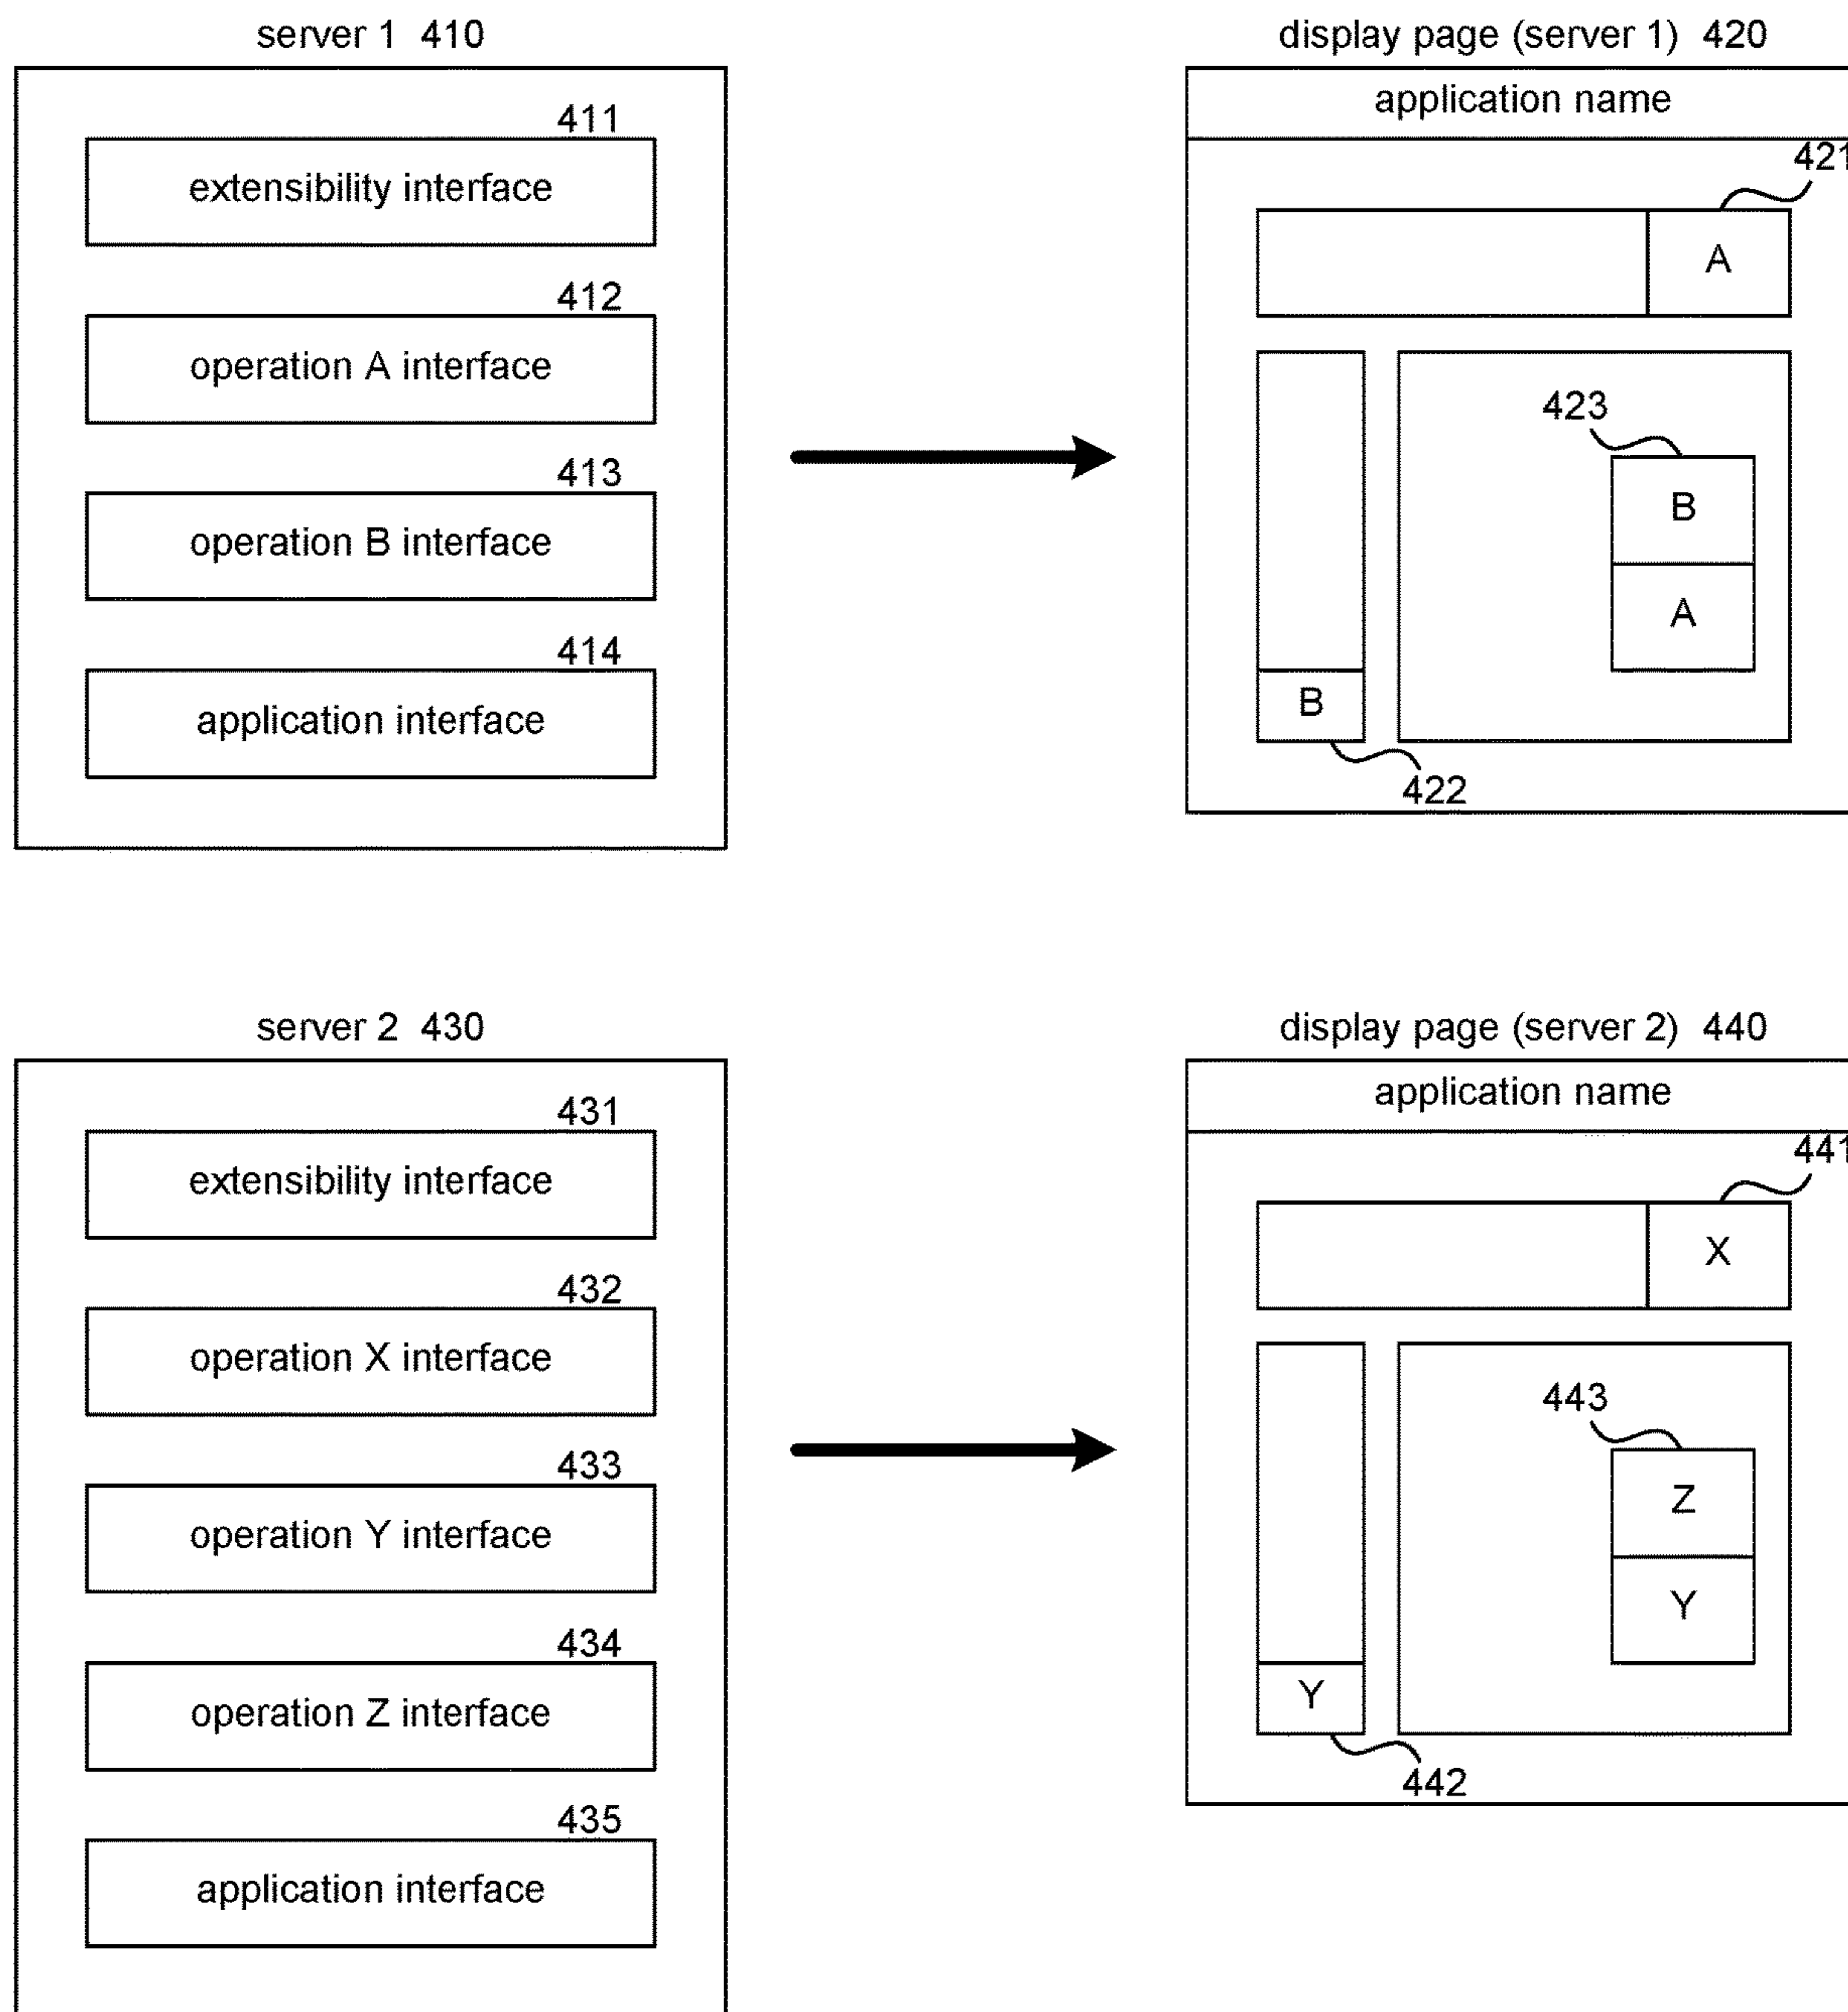 server 1 410
411
extensibility interface
412
operation A interface
413
operation B interface
414
application interface
display page (server 1) 420
application name
421
A
423
B
A
B
422
server 2 430
431
extensibility interface
432
operation X interface
433
operation Y interface
434
operation Z interface
435
application interface
display page (server 2) 440
application name
441
X
443
Z
Y
Y
442